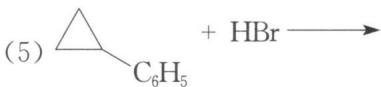 (5) + HBr ⟶
C₆H₅